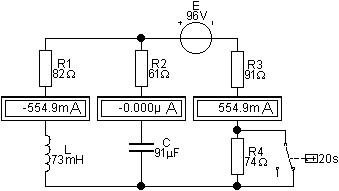 E
96V
R1
82Ω
R2
61Ω
R3
91Ω
-554.9mA
-0.000µ A
554.9mA
L
73mH
C
91µF
R4
74Ω
20s